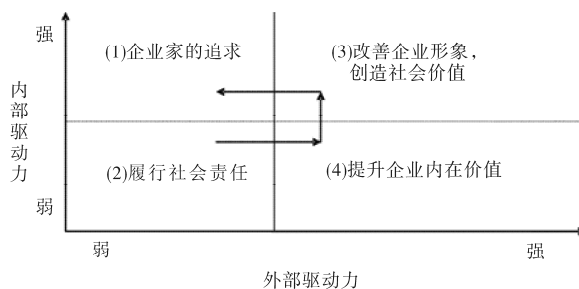 强
(1)企业家的追求
(3)改善企业形象，
创造社会价值
内部驱动力
(2)履行社会责任
(4)提升企业内在价值
弱
弱
强
外部驱动力